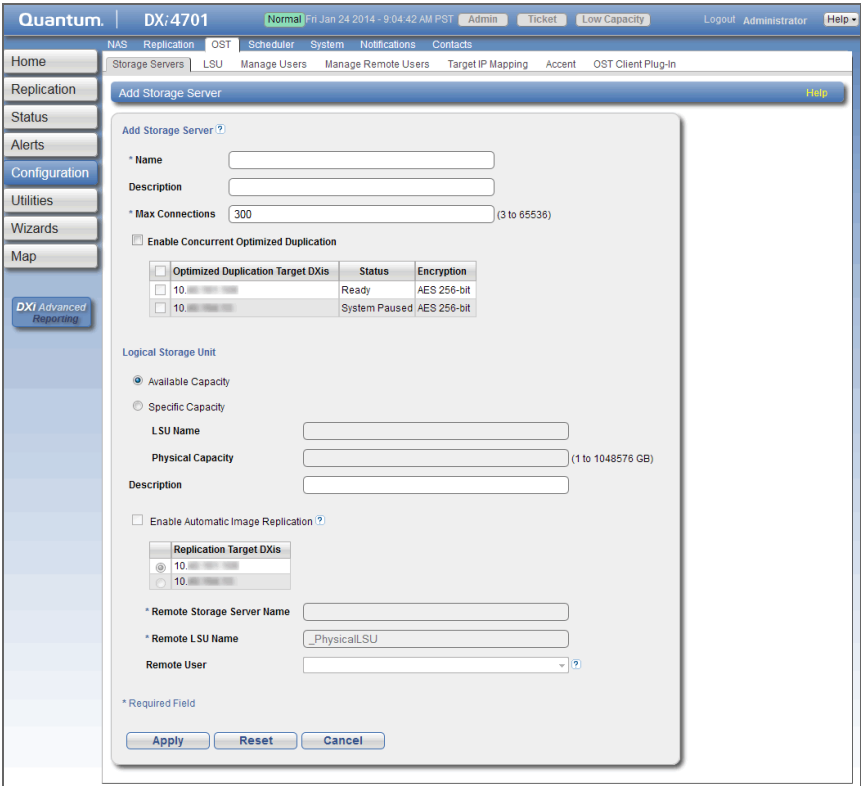 Quantum. DXi4701 Normal Fri Jan 24 2014 - 9:04:42 AM PST Admin Ticket Low Capacity Logout Administrator Help
NAS Replication OST Scheduler System Notifications Contacts
Storage Servers LSU Manage Users Manage Remote Users Target IP Mapping Accent OST Client Plug-In
Home
Replication
Status
Alerts
Configuration
Utilities
Wizards
Map
DXi Advanced
Reporting
Add Storage Server Help
Add Storage Server ?
* Name
Description
* Max Connections 300 (3 to 65536)
Enable Concurrent Optimized Duplication
Optimized Duplication Target DXis Status Encryption
10. Ready AES 256-bit
10. System Paused AES 256-bit
Logical Storage Unit
Available Capacity
Specific Capacity
LSU Name
Physical Capacity (1 to 1048576 GB)
Description
Enable Automatic Image Replication ?
Replication Target DXis
10.
10.
* Remote Storage Server Name
* Remote LSU Name _PhysicalLSU
Remote User ?
* Required Field
Apply Reset Cancel